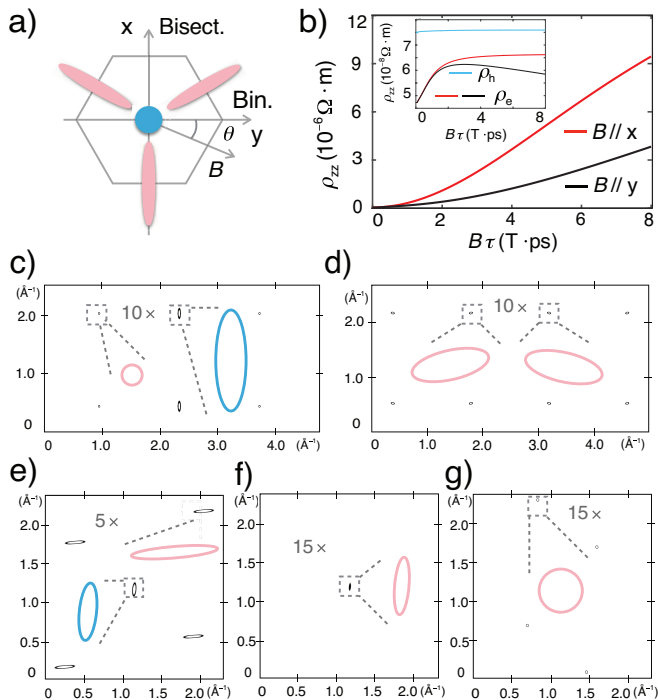 a)
x
Bisect.
Bin.
θ
y
B
b)
ρzz (10⁻⁶ Ω · m)
12
9
6
3
0
0
2
4
6
8
Bτ (T · ps)
B // x
B // y
ρzz (10⁻⁸ Ω · m)
8
7
6
5
0
4
8
Bτ (T · ps)
ρh
ρe
c)
(Å⁻¹)
2.0
1.0
0
10 ×
0
1.0
2.0
3.0
4.0
(Å⁻¹)
d)
(Å⁻¹)
2.0
1.0
0
10 ×
0
1.0
2.0
3.0
4.0
(Å⁻¹)
e)
(Å⁻¹)
2.0
1.5
1.0
0.5
0
5 ×
0
0.5
1.0
1.5
2.0
(Å⁻¹)
f)
(Å⁻¹)
2.0
1.5
1.0
0.5
0
15 ×
0
0.5
1.0
1.5
(Å⁻¹)
g)
(Å⁻¹)
2.0
1.5
1.0
0.5
0
15 ×
0
0.5
1.0
1.5
2.0
(Å⁻¹)